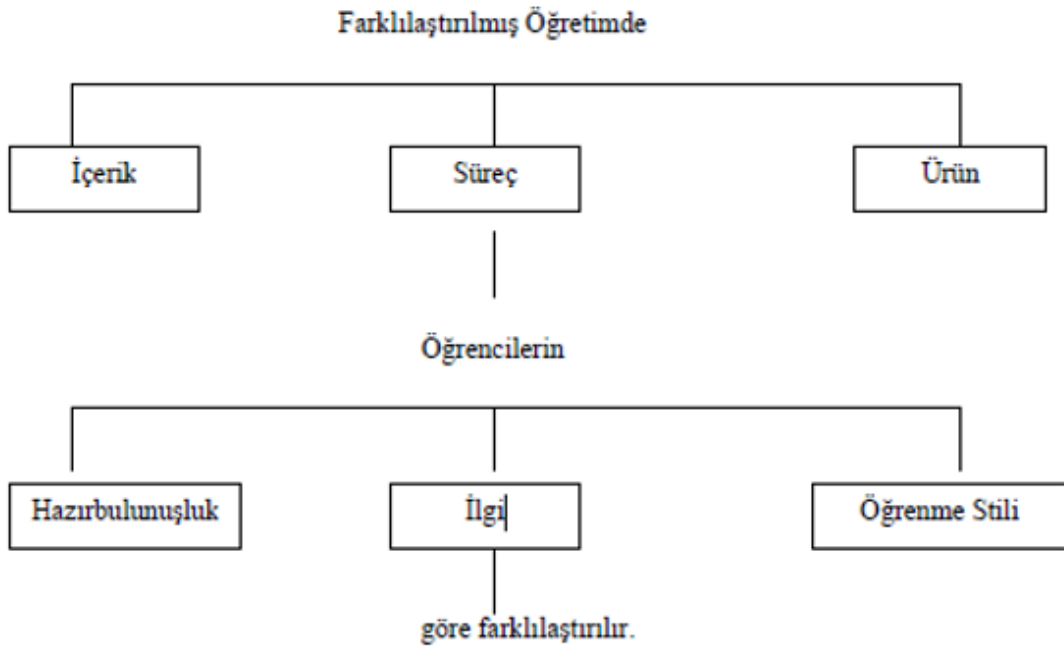 Farklılaştırılmış Öğretimde
İçerik
Süreç
Ürün
Öğrencilerin
Hazırbulunuşluk
İlgi
Öğrenme Stili
göre farklılaştırılır.